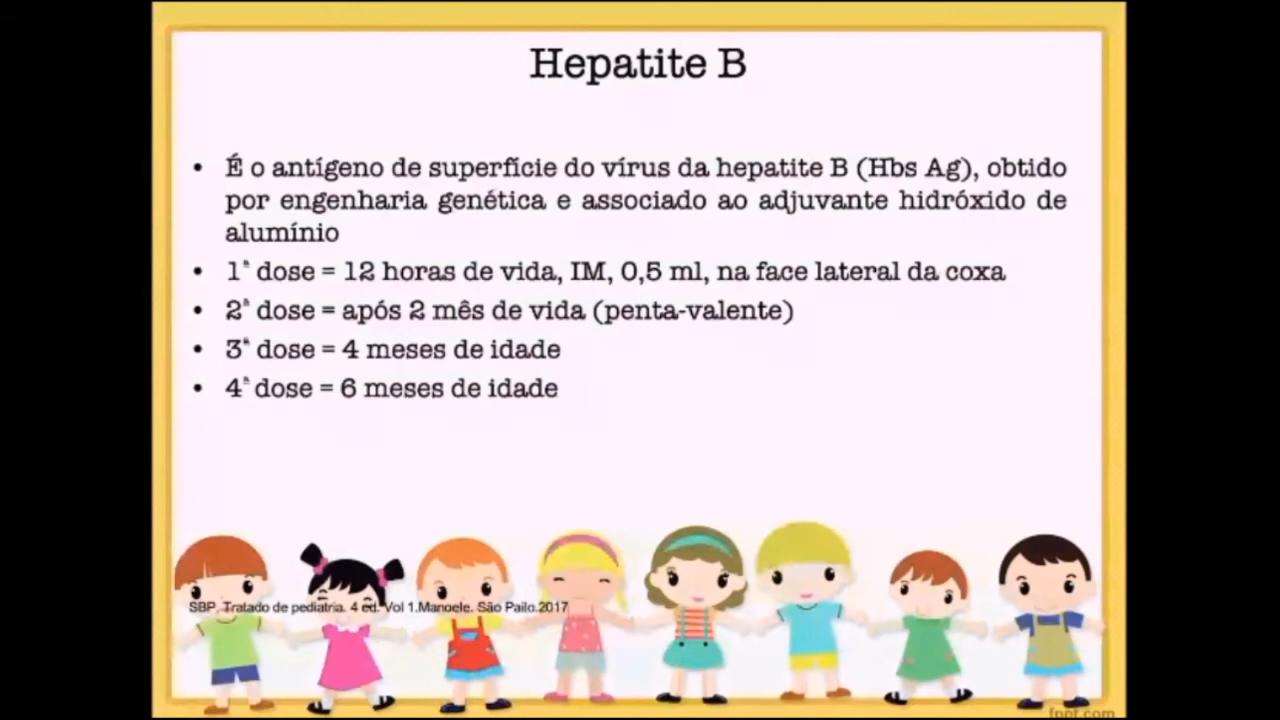 Hepatite B
• É o antígeno de superfície do vírus da hepatite B (Hbs Ag), obtido
por engenharia genética e associado ao adjuvante hidróxido de
alumínio
• 1ª dose = 12 horas de vida, IM, 0,5 ml, na face lateral da coxa
• 2ª dose = após 2 mês de vida (penta-valente)
• 3ª dose = 4 meses de idade
• 4ª dose = 6 meses de idade
SBP. Tratado de pediatria. 4 ed. Vol 1.Manoele. São Pailo.2017
fppt.com